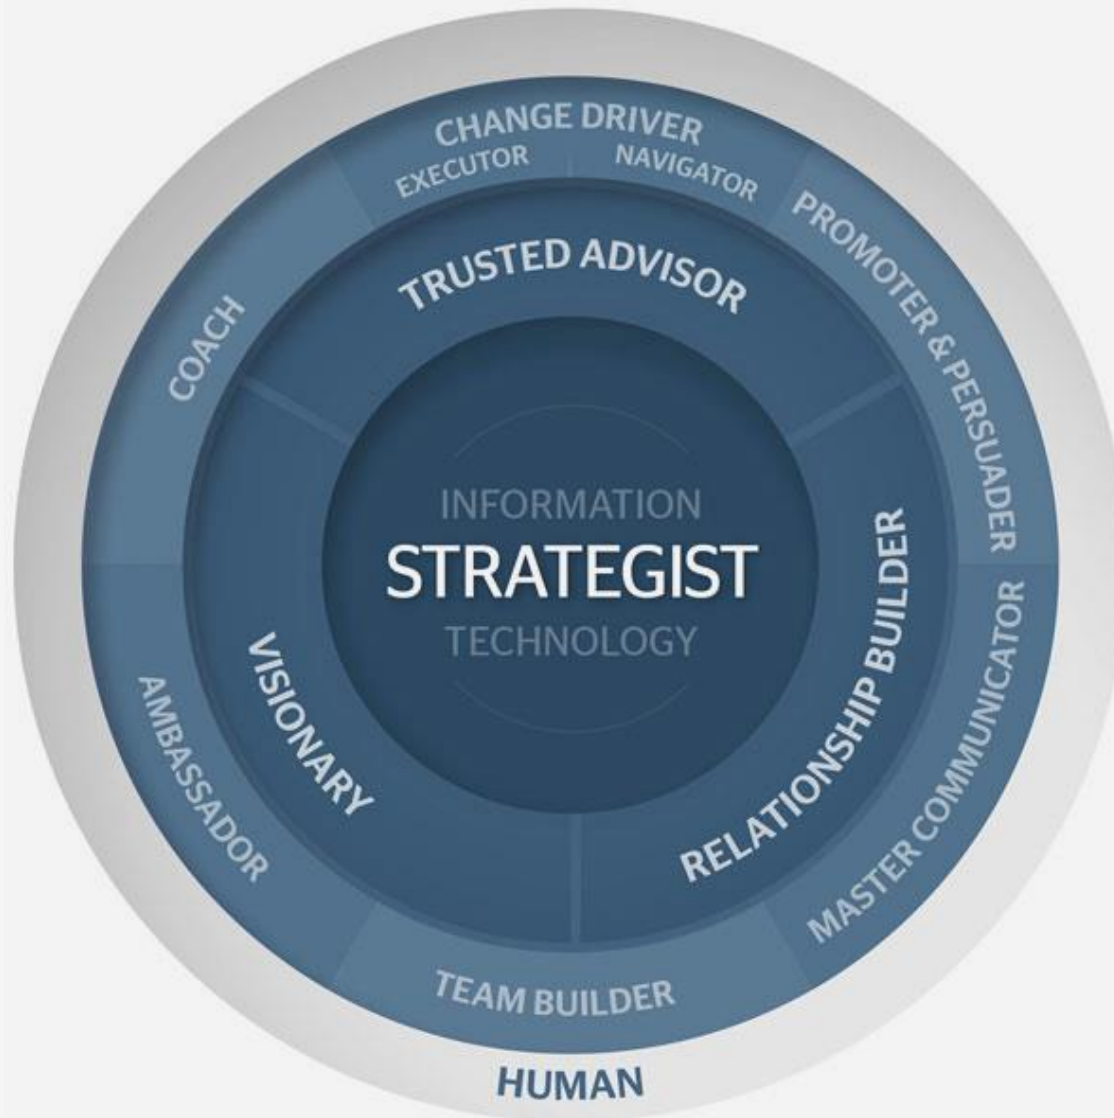 CHANGE DRIVER
EXECUTOR
NAVIGATOR
PROMOTER & PERSUADER
COACH
TRUSTED ADVISOR
INFORMATION
STRATEGIST
TECHNOLOGY
RELATIONSHIP BUILDER
VISIONARY
MASTER COMMUNICATOR
AMBASSADOR
TEAM BUILDER
HUMAN